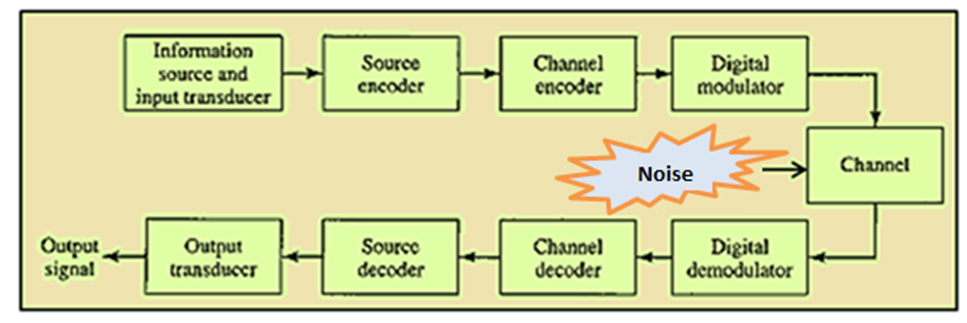 Information
source and
input transducer
Source
encoder
Channel
encoder
Digital
modulator
Noise
Channel
Output
signal
Output
transducer
Source
decoder
Channel
decoder
Digital
demodulator